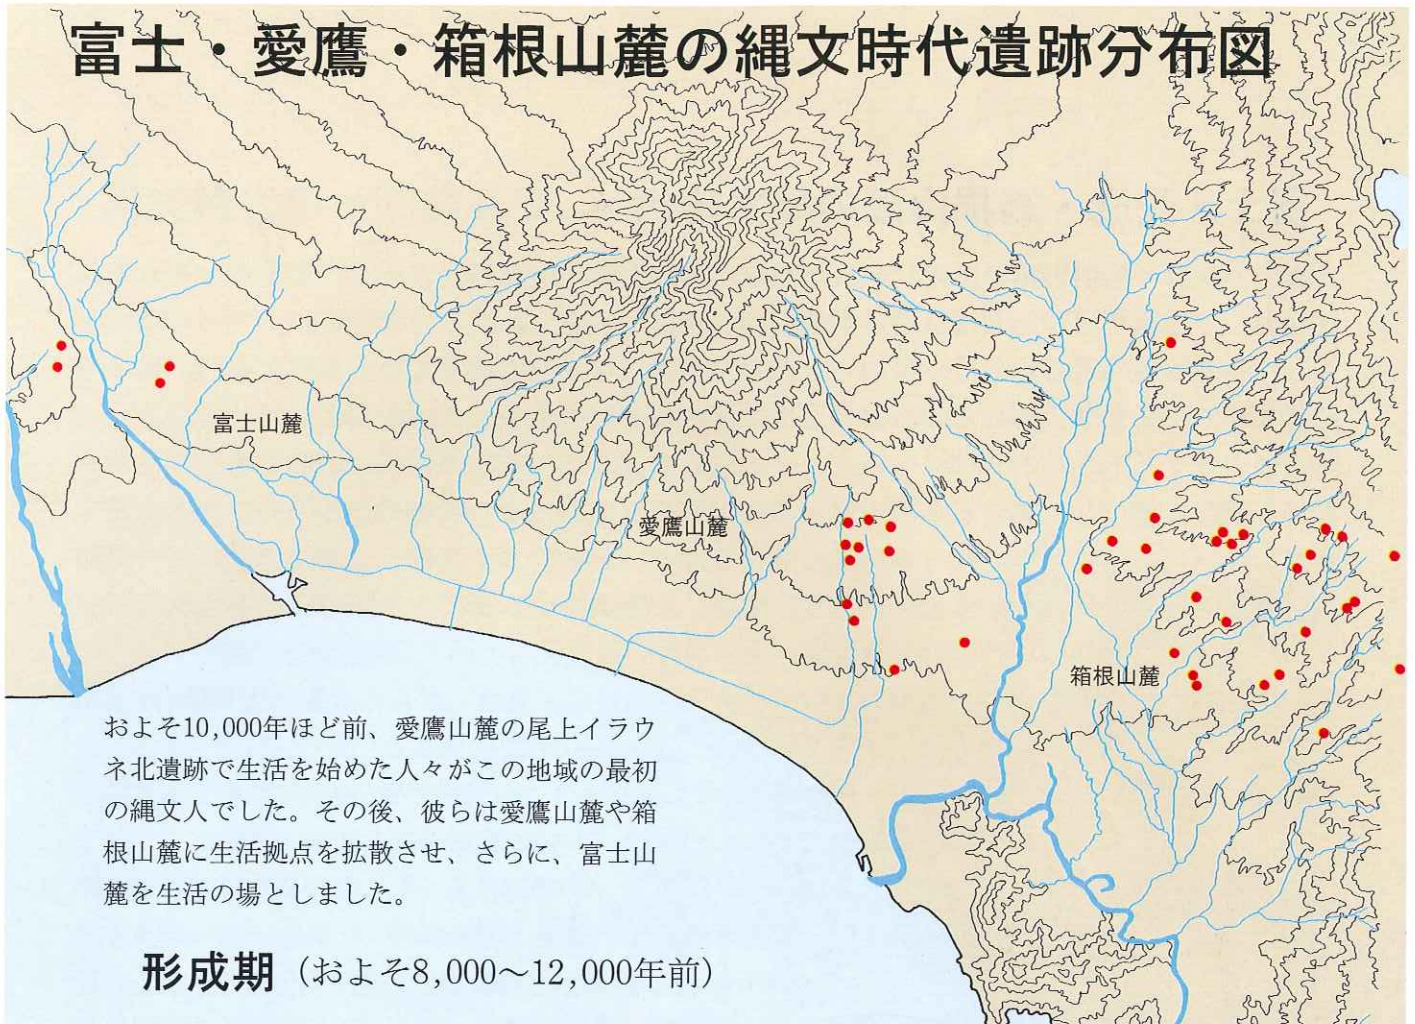 富士・愛鷹・箱根山麓の縄文時代遺跡分布図
富士山麓
愛鷹山麓
箱根山麓
およそ10,000年ほど前、愛鷹山麓の尾上イラウ
ネ北遺跡で生活を始めた人々がこの地域の最初
の縄文人でした。その後、彼らは愛鷹山麓や箱
根山麓に生活拠点を拡散させ、さらに、富士山
麓を生活の場としました。
形成期（およそ8,000〜12,000年前）